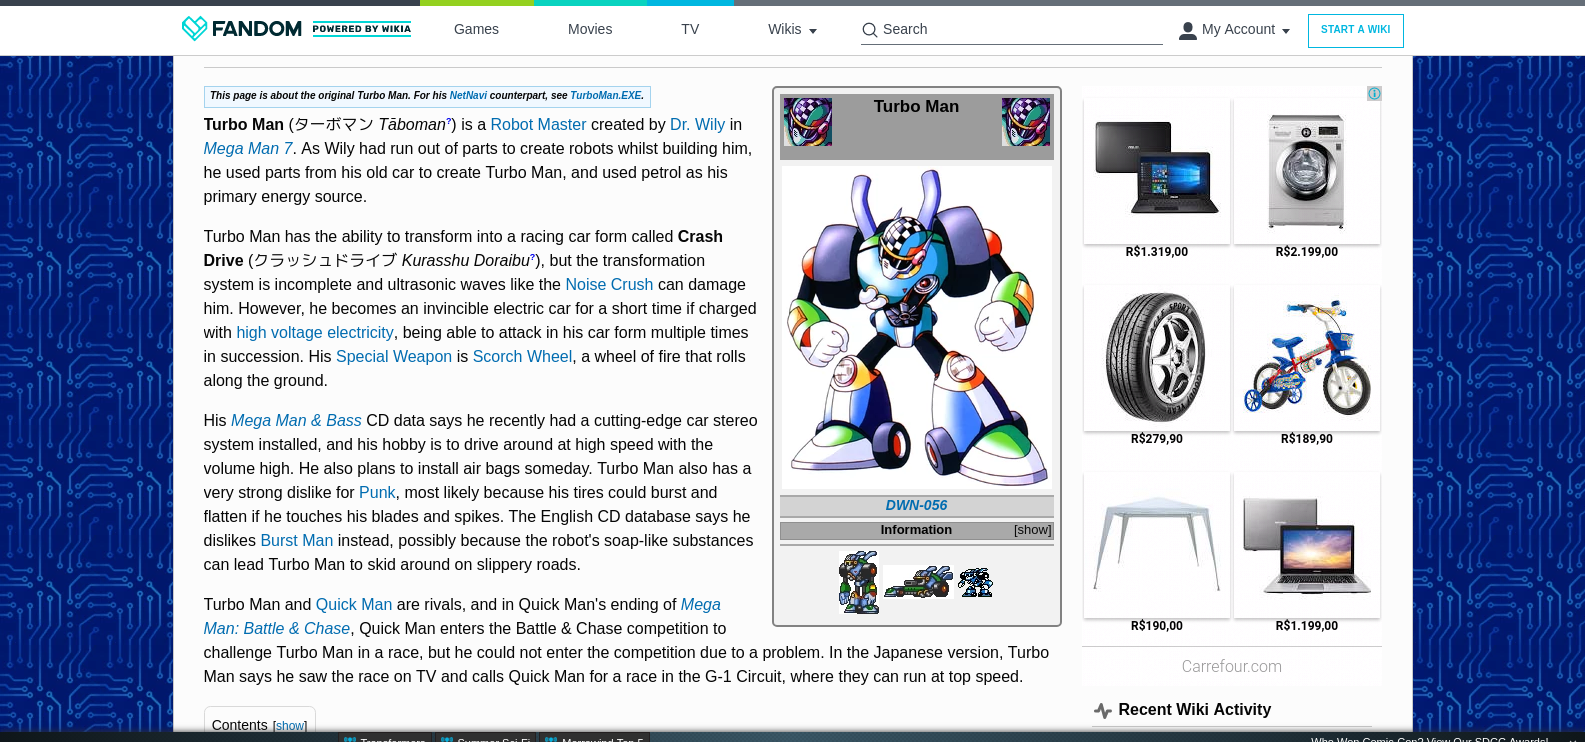 FANDOM POWERED BY WIKIA Games Movies TV Wikis Search My Account START A WIKI
This page is about the original Turbo Man. For his NetNavi counterpart, see TurboMan.EXE.
Turbo Man (ターボマン Tāboman?) is a Robot Master created by Dr. Wily in
Mega Man 7. As Wily had run out of parts to create robots whilst building him,
he used parts from his old car to create Turbo Man, and used petrol as his
primary energy source.
Turbo Man has the ability to transform into a racing car form called Crash
Drive (クラッシュドライブ Kurasshu Doraibu?), but the transformation
system is incomplete and ultrasonic waves like the Noise Crush can damage
him. However, he becomes an invincible electric car for a short time if charged
with high voltage electricity, being able to attack in his car form multiple times
in succession. His Special Weapon is Scorch Wheel, a wheel of fire that rolls
along the ground.
His Mega Man & Bass CD data says he recently had a cutting-edge car stereo
system installed, and his hobby is to drive around at high speed with the
volume high. He also plans to install air bags someday. Turbo Man also has a
very strong dislike for Punk, most likely because his tires could burst and
flatten if he touches his blades and spikes. The English CD database says he
dislikes Burst Man instead, possibly because the robot's soap-like substances
can lead Turbo Man to skid around on slippery roads.
Turbo Man and Quick Man are rivals, and in Quick Man's ending of Mega
Man: Battle & Chase, Quick Man enters the Battle & Chase competition to
challenge Turbo Man in a race, but he could not enter the competition due to a problem. In the Japanese version, Turbo
Man says he saw the race on TV and calls Quick Man for a race in the G-1 Circuit, where they can run at top speed.
Contents [show]
Turbo Man
DWN-056
Information [show]
R$1.319,00 R$2.199,00
R$279,90 R$189,90
R$190,00 R$1.199,00
Carrefour.com
Recent Wiki Activity
Transformers Summer Sci-Fi Morrowind Top 5 Who Won Comic-Con? View Our SDCC Awards!